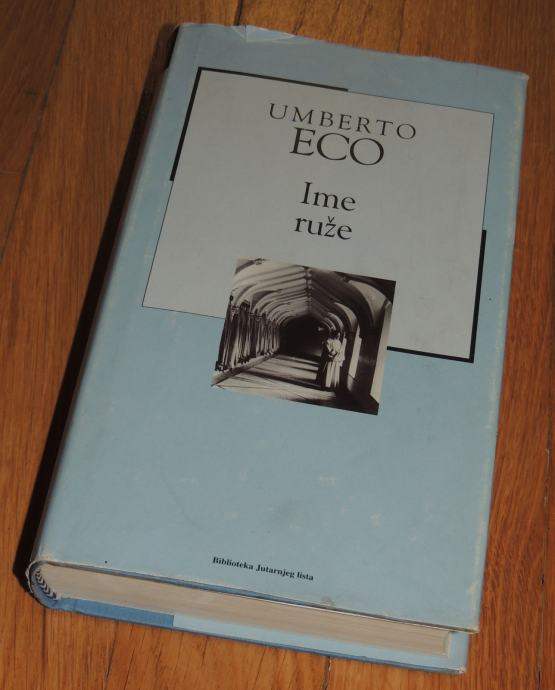 UMBERTO
ECO
Ime
ruže
Biblioteka Jutarnjeg lista